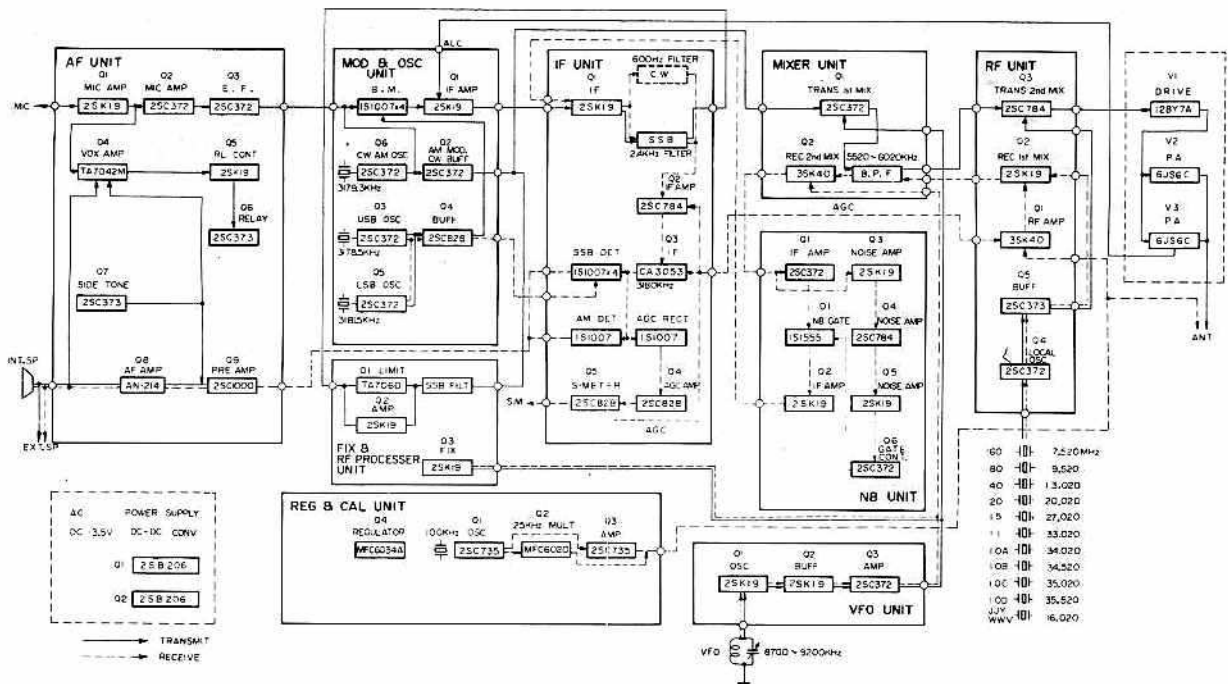 AF UNIT
Q1
MIC AMP
Q2
MIC AMP
Q3
E. F.
MIC
2SK19
2SC372
2SC372
Q4
VOX AMP
TA7042M
Q5
RL CONT
2SK19
Q6
RELAY
2SC373
Q7
SIDE TONE
2SC373
INT.SP
Q8
AF AMP
AN-214
Q9
PRE AMP
2SC1000
EXT.SP
ALC
MOD & OSC
UNIT
B. M.
1S1007x4
Q1
IF AMP
2SK19
Q6
CW AM OSC
2SC372
3179.3KHz
Q2
AM MOD.
CW BUFF
2SC372
Q3
USB OSC
2SC372
3178.5KHz
Q4
BUFF
2SC828
Q5
LSB OSC
2SC372
3181.5KHz
Q1 LIMIT
TA7060
SSB FILT
Q2
AMP
2SK19
FIX &
RF PROCESSER
UNIT
Q3
FIX
2SK19
IF UNIT
600Hz FILTER
C W
Q1
IF
2SK19
S S B
2.4KHz FILTER
Q2
IF AMP
2SC784
SSB DET
1S1007x4
Q3
IF
CA3053
3180KHz
AM DET
1S1007
AGC RECT
1S1007
Q5
S-METER
2SC828
Q4
AGC AMP
2SC828
S/M
AGC
MIXER UNIT
Q1
TRANS 1st MIX
2SC372
Q2
REC 2nd MIX
3SK40
5520~6020KHz
B. P. F
AGC
Q1
IF AMP
2SC372
Q3
NOISE AMP
2SK19
D1
NB GATE
1S1555
Q4
NOISE AMP
2SC784
Q2
IF AMP
2SK19
Q5
NOISE AMP
2SK19
Q6
GATE
CONT.
2SC372
NB UNIT
RF UNIT
Q3
TRANS 2nd MIX
2SC784
Q2
REC 1st MIX
2SK19
Q1
RF AMP
3SK40
Q5
BUFF
2SC373
Q4
LOCAL
OSC
2SC372
V1
DRIVE
12BY7A
V2
P.A
6JS6C
V3
P.A
6JS6C
ANT
160 7,520MHz
80 9,520
40 13,020
20 20,020
15 27,020
11 33,020
10A 34,020
10B 34,520
10C 35,020
10D 35,520
JJY
WWV 16,020
REG & CAL UNIT
Q4
REGULATOR
MFC6034A
100KHz
Q1
OSC
2SC735
Q2
25KHz MULT
MFC6020
Q3
AMP
2SC735
Q1
OSC
2SK19
Q2
BUFF
2SK19
Q3
AMP
2SC372
VFO UNIT
VFO
8700~9200KHz
AC POWER SUPPLY
DC 13.5V DC-DC CONV
Q1
2SB206
Q2
2SB206
TRANSMIT
RECEIVE